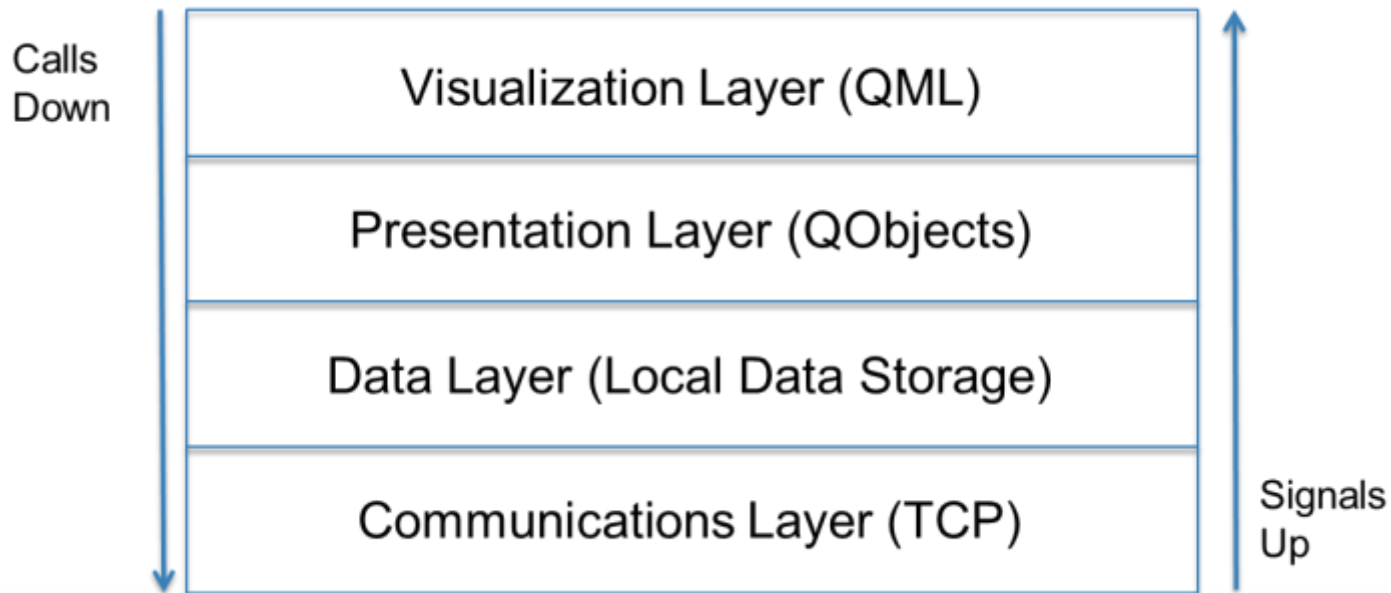 Calls
Down
Visualization Layer (QML)
Presentation Layer (QObjects)
Data Layer (Local Data Storage)
Communications Layer (TCP)
Signals
Up